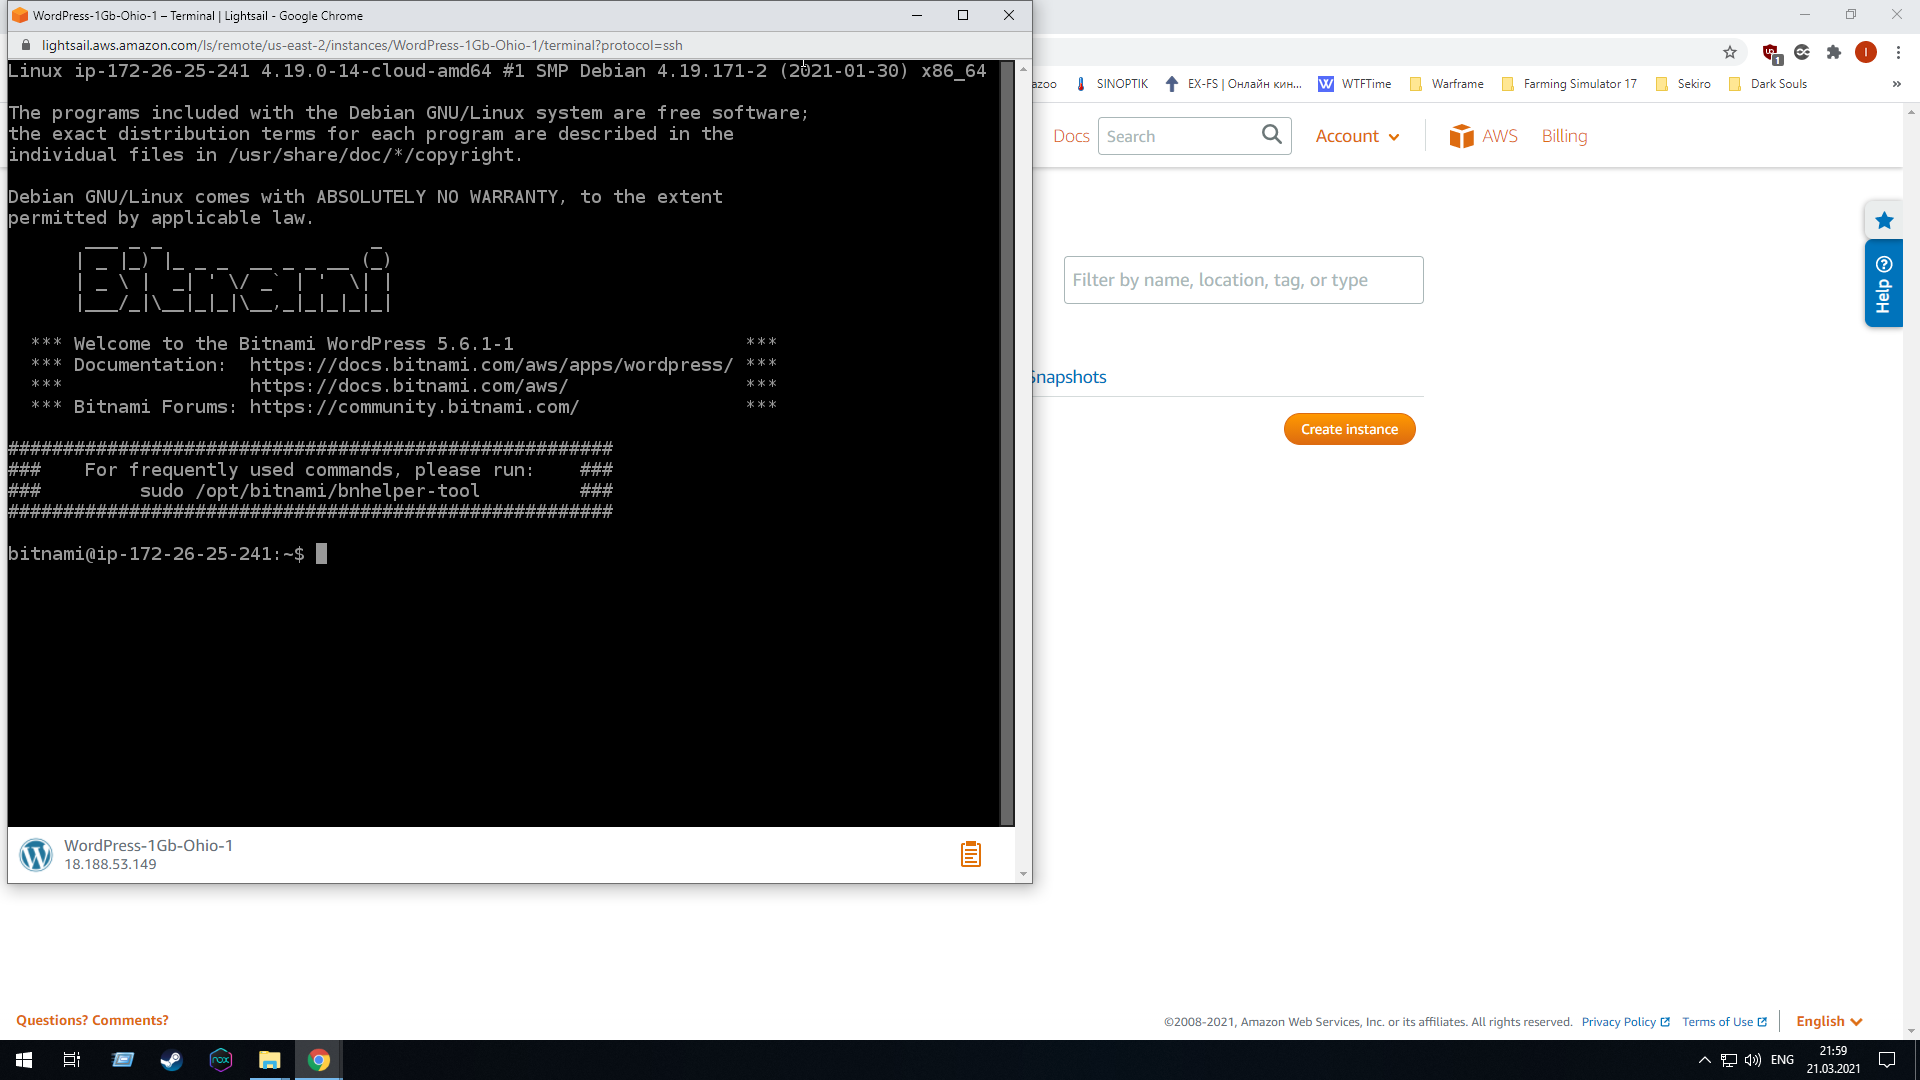 WordPress-1Gb-Ohio-1 – Terminal | Lightsail - Google Chrome
lightsail.aws.amazon.com/ls/remote/us-east-2/instances/WordPress-1Gb-Ohio-1/terminal?protocol=ssh
Linux ip-172-26-25-241 4.19.0-14-cloud-amd64 #1 SMP Debian 4.19.171-2 (2021-01-30) x86_64
The programs included with the Debian GNU/Linux system are free software;
the exact distribution terms for each program are described in the
individual files in /usr/share/doc/*/copyright.
Debian GNU/Linux comes with ABSOLUTELY NO WARRANTY, to the extent
permitted by applicable law.
Bitnami
*** Welcome to the Bitnami WordPress 5.6.1-1 ***
*** Documentation: https://docs.bitnami.com/aws/apps/wordpress/ ***
*** https://docs.bitnami.com/aws/ ***
*** Bitnami Forums: https://community.bitnami.com/ ***
#######################################################
### For frequently used commands, please run: ###
### sudo /opt/bitnami/bnhelper-tool ###
#######################################################
bitnami@ip-172-26-25-241:~$
WordPress-1Gb-Ohio-1
18.188.53.149
1
I
azoo
SINOPTIK
EX-FS | Онлайн кин...
WTFTime
Warframe
Farming Simulator 17
Sekiro
Dark Souls
»
Docs
Search
Account
AWS
Billing
Help
Filter by name, location, tag, or type
Snapshots
Create instance
Questions? Comments?
©2008-2021, Amazon Web Services, Inc. or its affiliates. All rights reserved.
Privacy Policy
Terms of Use
English
nox
ENG
21:59
21.03.2021